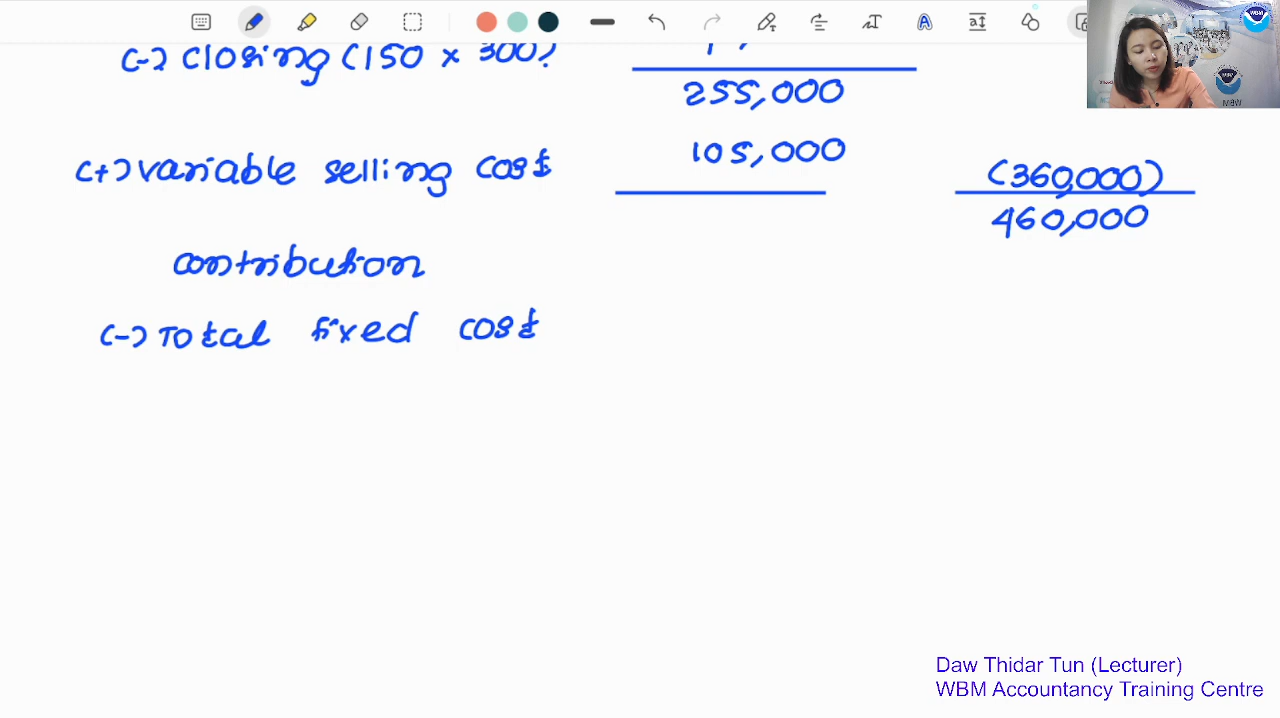 (-) closing (150 x 300)
255,000
(+) variable selling cost 105,000 (360,000)
contribution 460,000
(-) Total fixed cost
Daw Thidar Tun (Lecturer)
WBM Accountancy Training Centre